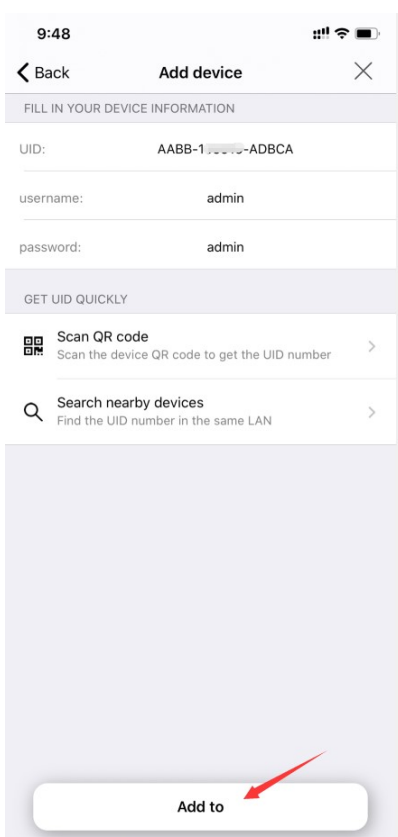 9:48
Back
Add device
FILL IN YOUR DEVICE INFORMATION
UID:
AABB-1 -ADBCA
username:
admin
password:
admin
GET UID QUICKLY
Scan QR code
Scan the device QR code to get the UID number
Search nearby devices
Find the UID number in the same LAN
Add to